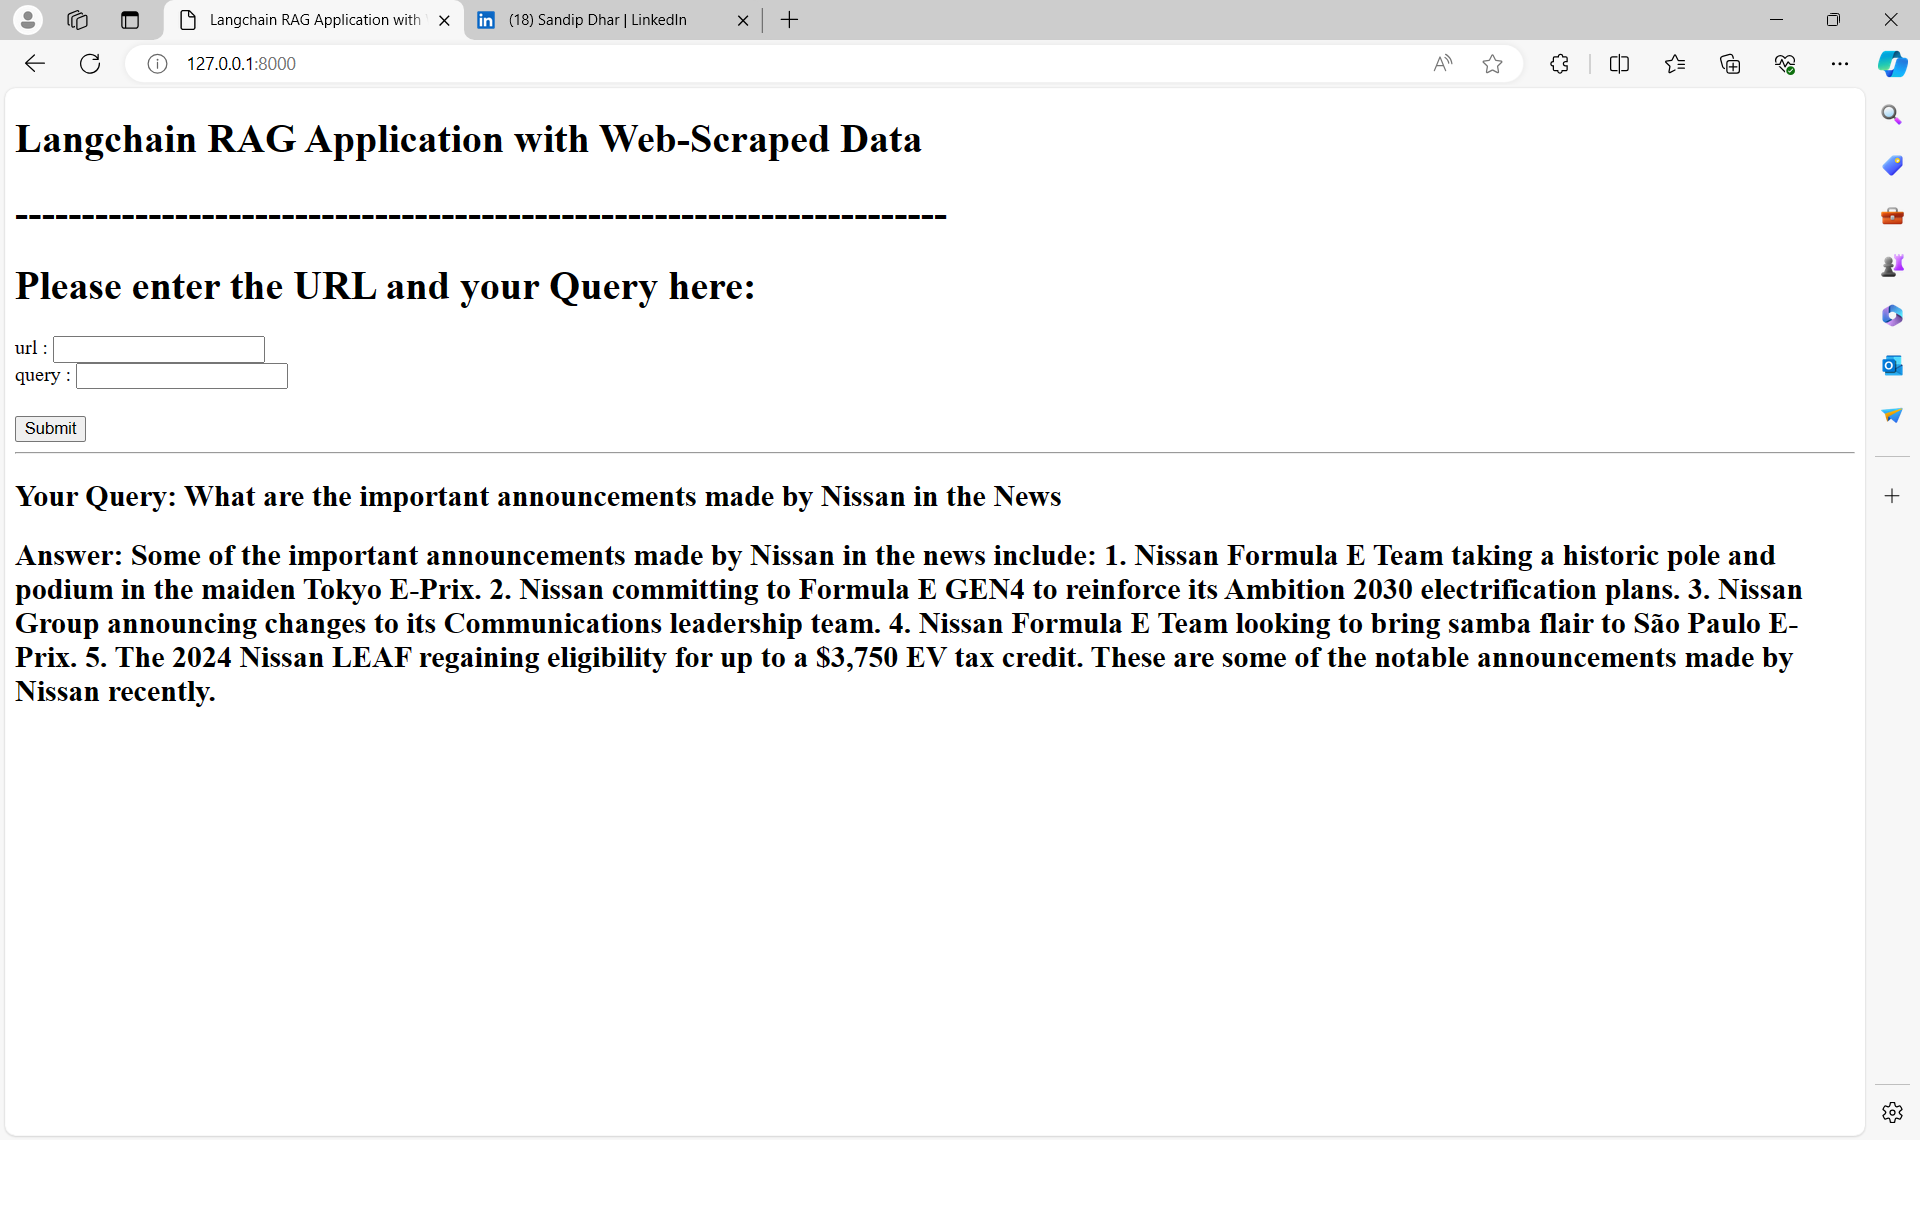 Langchain RAG Application with
(18) Sandip Dhar | LinkedIn
127.0.0.1:8000
Langchain RAG Application with Web-Scraped Data
----------------------------------------------------------------------
Please enter the URL and your Query here:
url :
query :
Submit
Your Query: What are the important announcements made by Nissan in the News
Answer: Some of the important announcements made by Nissan in the news include: 1. Nissan Formula E Team taking a historic pole and
podium in the maiden Tokyo E-Prix. 2. Nissan committing to Formula E GEN4 to reinforce its Ambition 2030 electrification plans. 3. Nissan
Group announcing changes to its Communications leadership team. 4. Nissan Formula E Team looking to bring samba flair to São Paulo E-
Prix. 5. The 2024 Nissan LEAF regaining eligibility for up to a $3,750 EV tax credit. These are some of the notable announcements made by
Nissan recently.